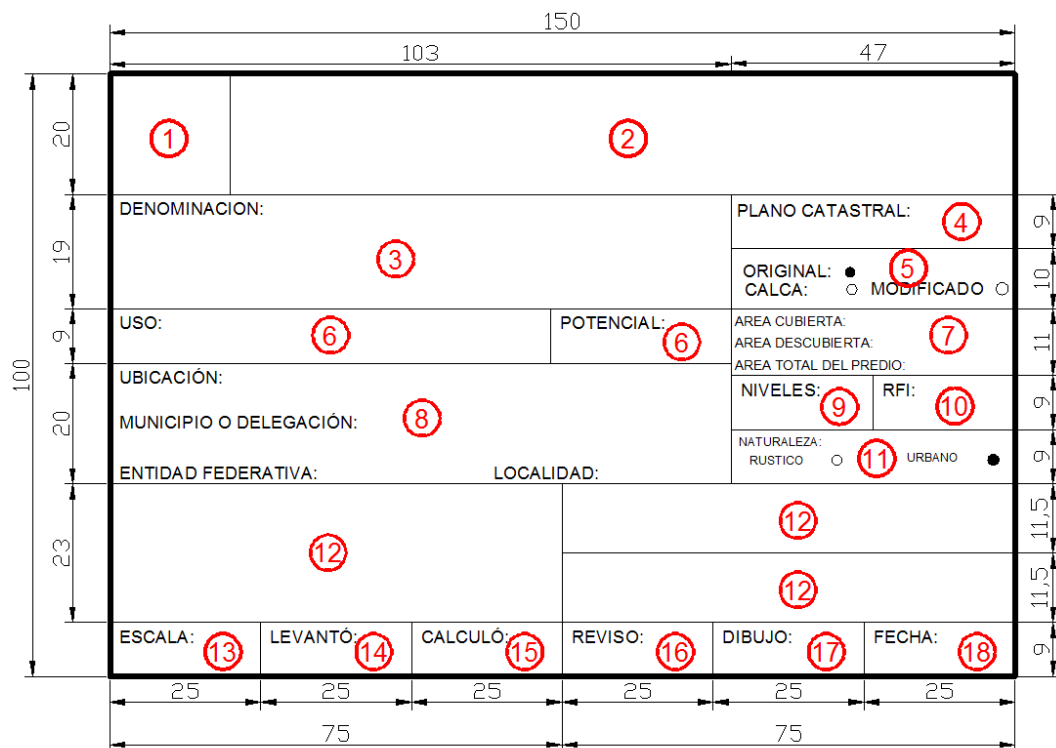 150
103 47
20 1 2
DENOMINACION: PLANO CATASTRAL: 4 9
19 3 ORIGINAL: 5 10
CALCA: MODIFICADO
9 USO: 6 POTENCIAL: 6 AREA CUBIERTA: 7 11
AREA DESCUBIERTA:
AREA TOTAL DEL PREDIO:
100
UBICACIÓN: NIVELES: 9 RFI: 10 9
20 MUNICIPIO O DELEGACIÓN: 8
NATURALEZA: 9
RUSTICO 11 URBANO
ENTIDAD FEDERATIVA: LOCALIDAD:
12 11,5
23 12
12 11,5
ESCALA: 13 LEVANTÓ: 14 CALCULÓ: 15 REVISO: 16 DIBUJO: 17 FECHA: 18 9
25 25 25 25 25 25
75 75